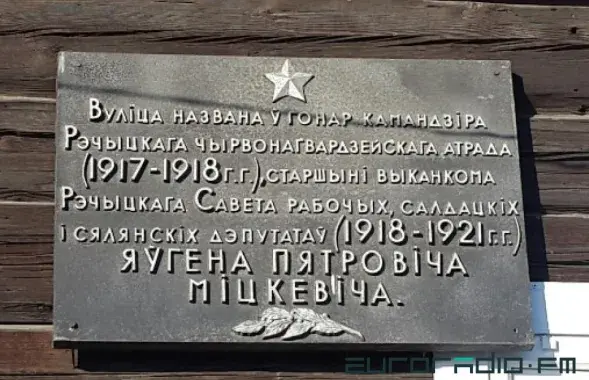 Вуліца названа ў гонар камандзіра
Рэчыцкага чырвонагвардзейскага атрада
(1917-1918 г.г.), старшыні выканкома
Рэчыцкага Савета рабочых, салдацкіх
і сялянскіх дэпутатаў (1918-1921 г.г.)
ЯЎГЕНА ПЯТРОВІЧА
МІЦКЕВІЧА.
euroradio.fm